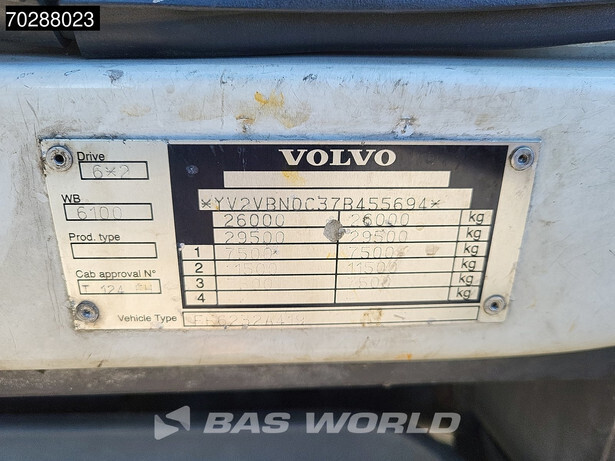 70288023
VOLVO
Drive
6*2
*YV2VBNDC37B455694*
WB
6100
26000 26000 kg
29500 29500 kg
Prod. type
1 7500 7500 kg
2 11500 11500 kg
Cab approval N°
3 kg
T 124
4 kg
Vehicle Type
BAS WORLD